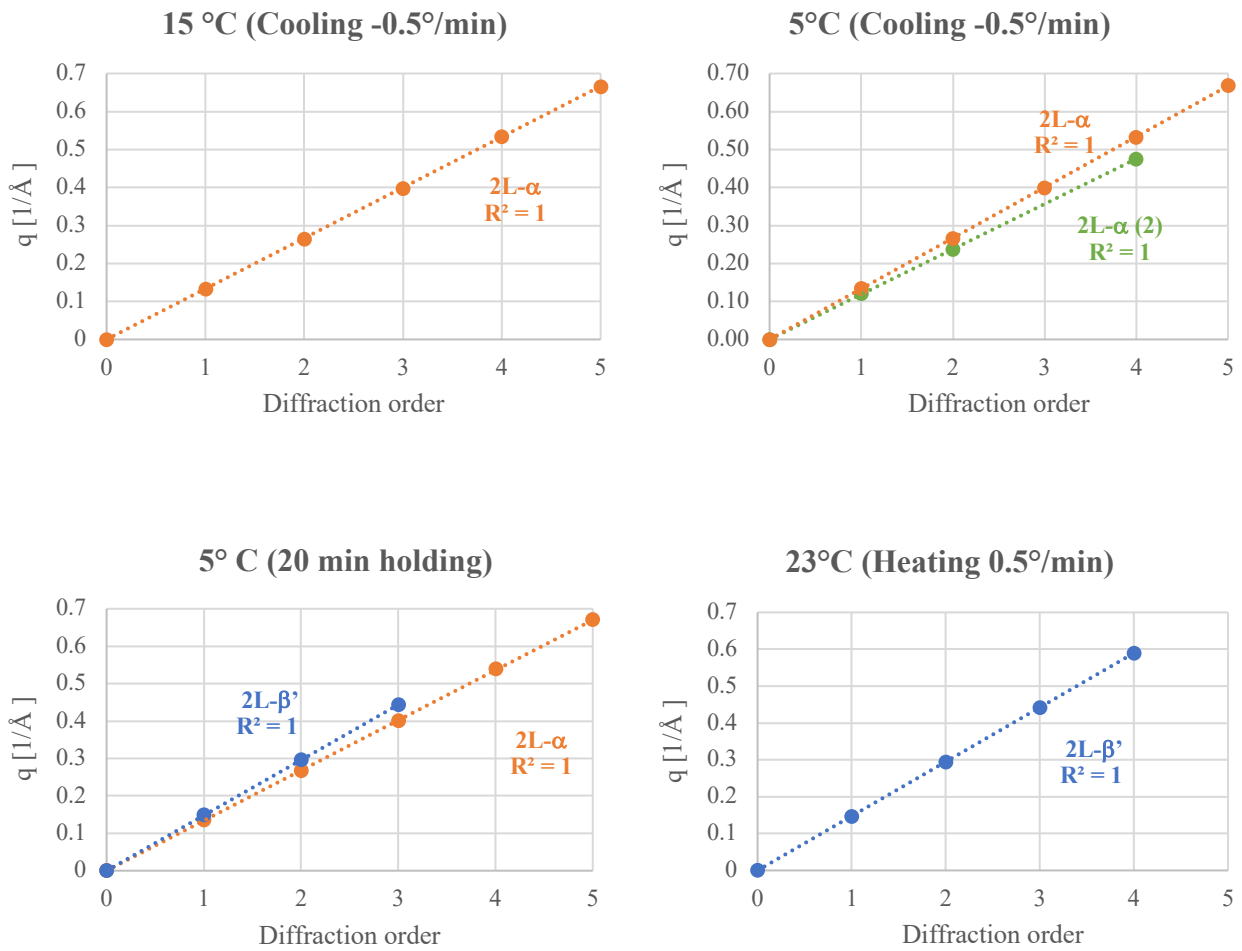 15 °C (Cooling -0.5°/min)
q [1/Å ]
0.7
0.6
0.5
0.4
0.3
0.2
0.1
0
2L-α
R² = 1
0 1 2 3 4 5
Diffraction order
5°C (Cooling -0.5°/min)
q [1/Å ]
0.70
0.60
0.50
0.40
0.30
0.20
0.10
0.00
2L-α
R² = 1
2L-α (2)
R² = 1
0 1 2 3 4 5
Diffraction order
5° C (20 min holding)
q [1/Å ]
0.7
0.6
0.5
0.4
0.3
0.2
0.1
0
2L-β’
R² = 1
2L-α
R² = 1
0 1 2 3 4 5
Diffraction order
23°C (Heating 0.5°/min)
q [1/Å ]
0.7
0.6
0.5
0.4
0.3
0.2
0.1
0
2L-β’
R² = 1
0 1 2 3 4 5
Diffraction order